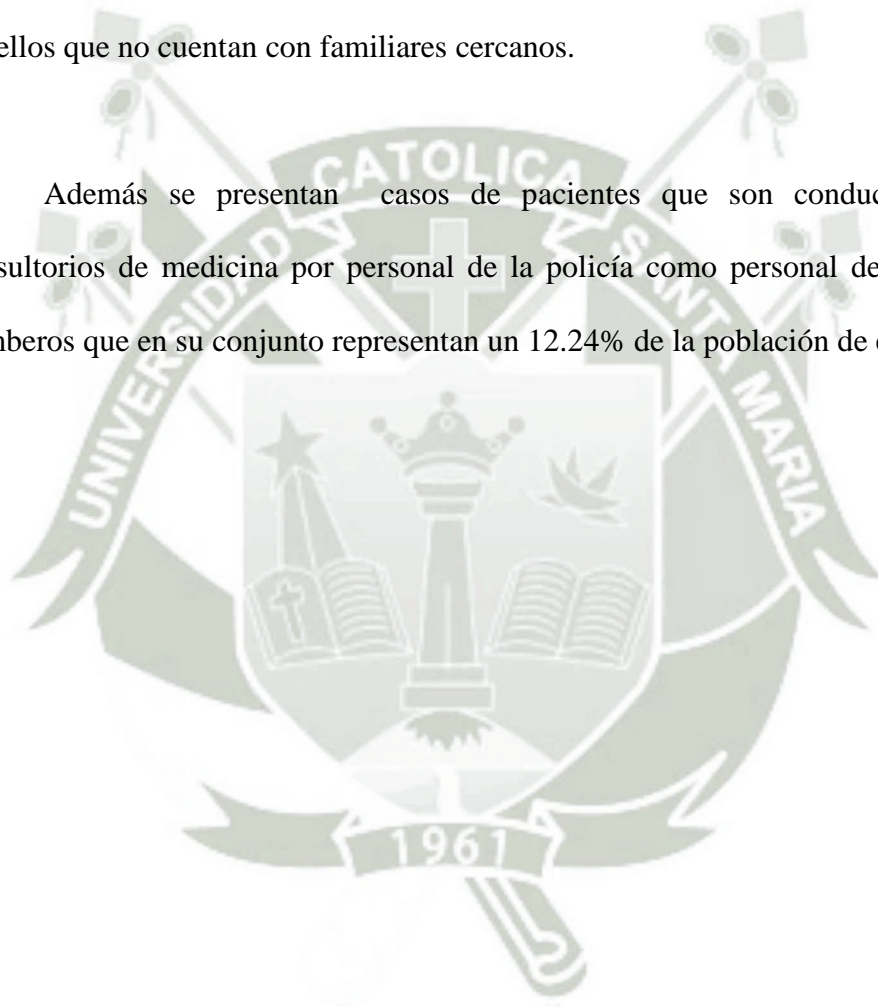 ellos que no cuentan con familiares cercanos.
Además se presentan casos de pacientes que son conduc
sultorios de medicina por personal de la policía como personal de
nberos que en su conjunto representan un 12.24% de la población de
UNIVERSIDAD CATOLICA SANTA MARIA
1961